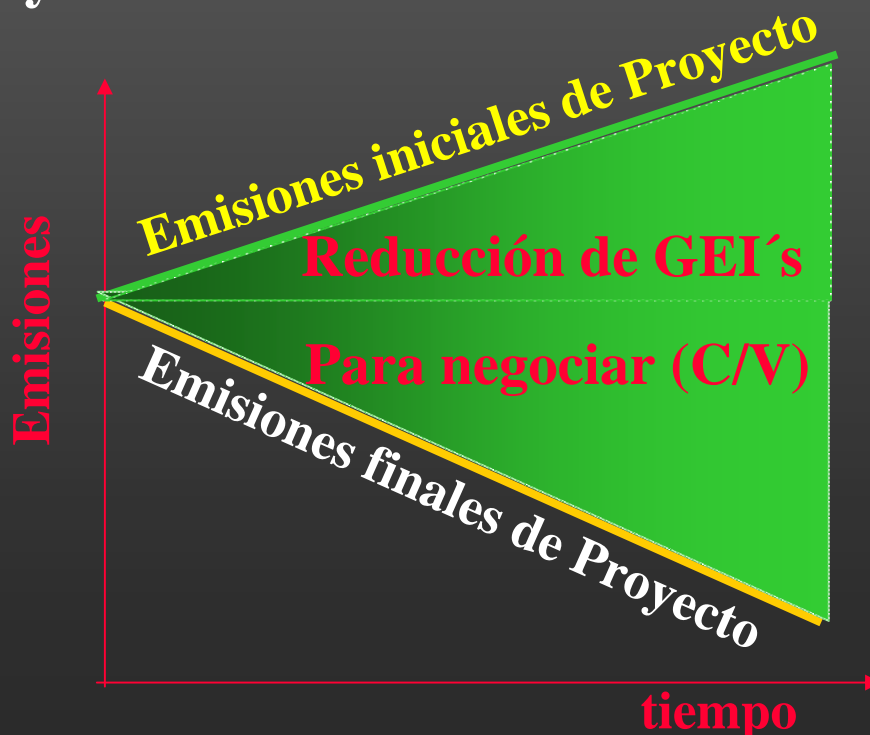 y
Emisiones iniciales de Proyecto
Reducción de GEI´s
Para negociar (C/V)
Emisiones
Emisiones finales de Proyecto
tiempo